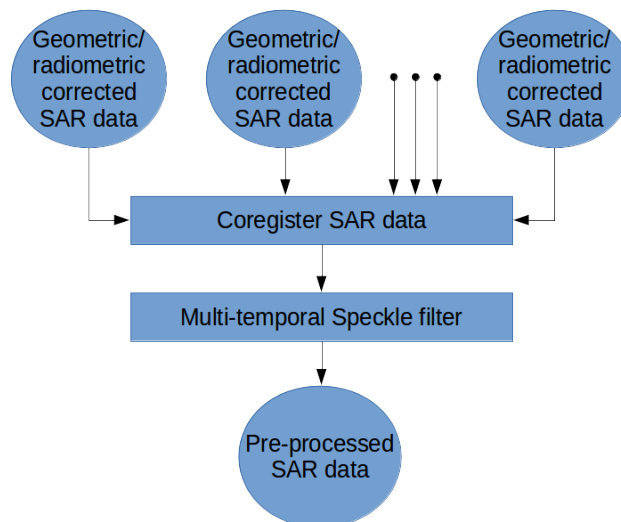 Geometric/
radiometric
corrected
SAR data
Geometric/
radiometric
corrected
SAR data
Geometric/
radiometric
corrected
SAR data
Coregister SAR data
Multi-temporal Speckle filter
Pre-processed
SAR data